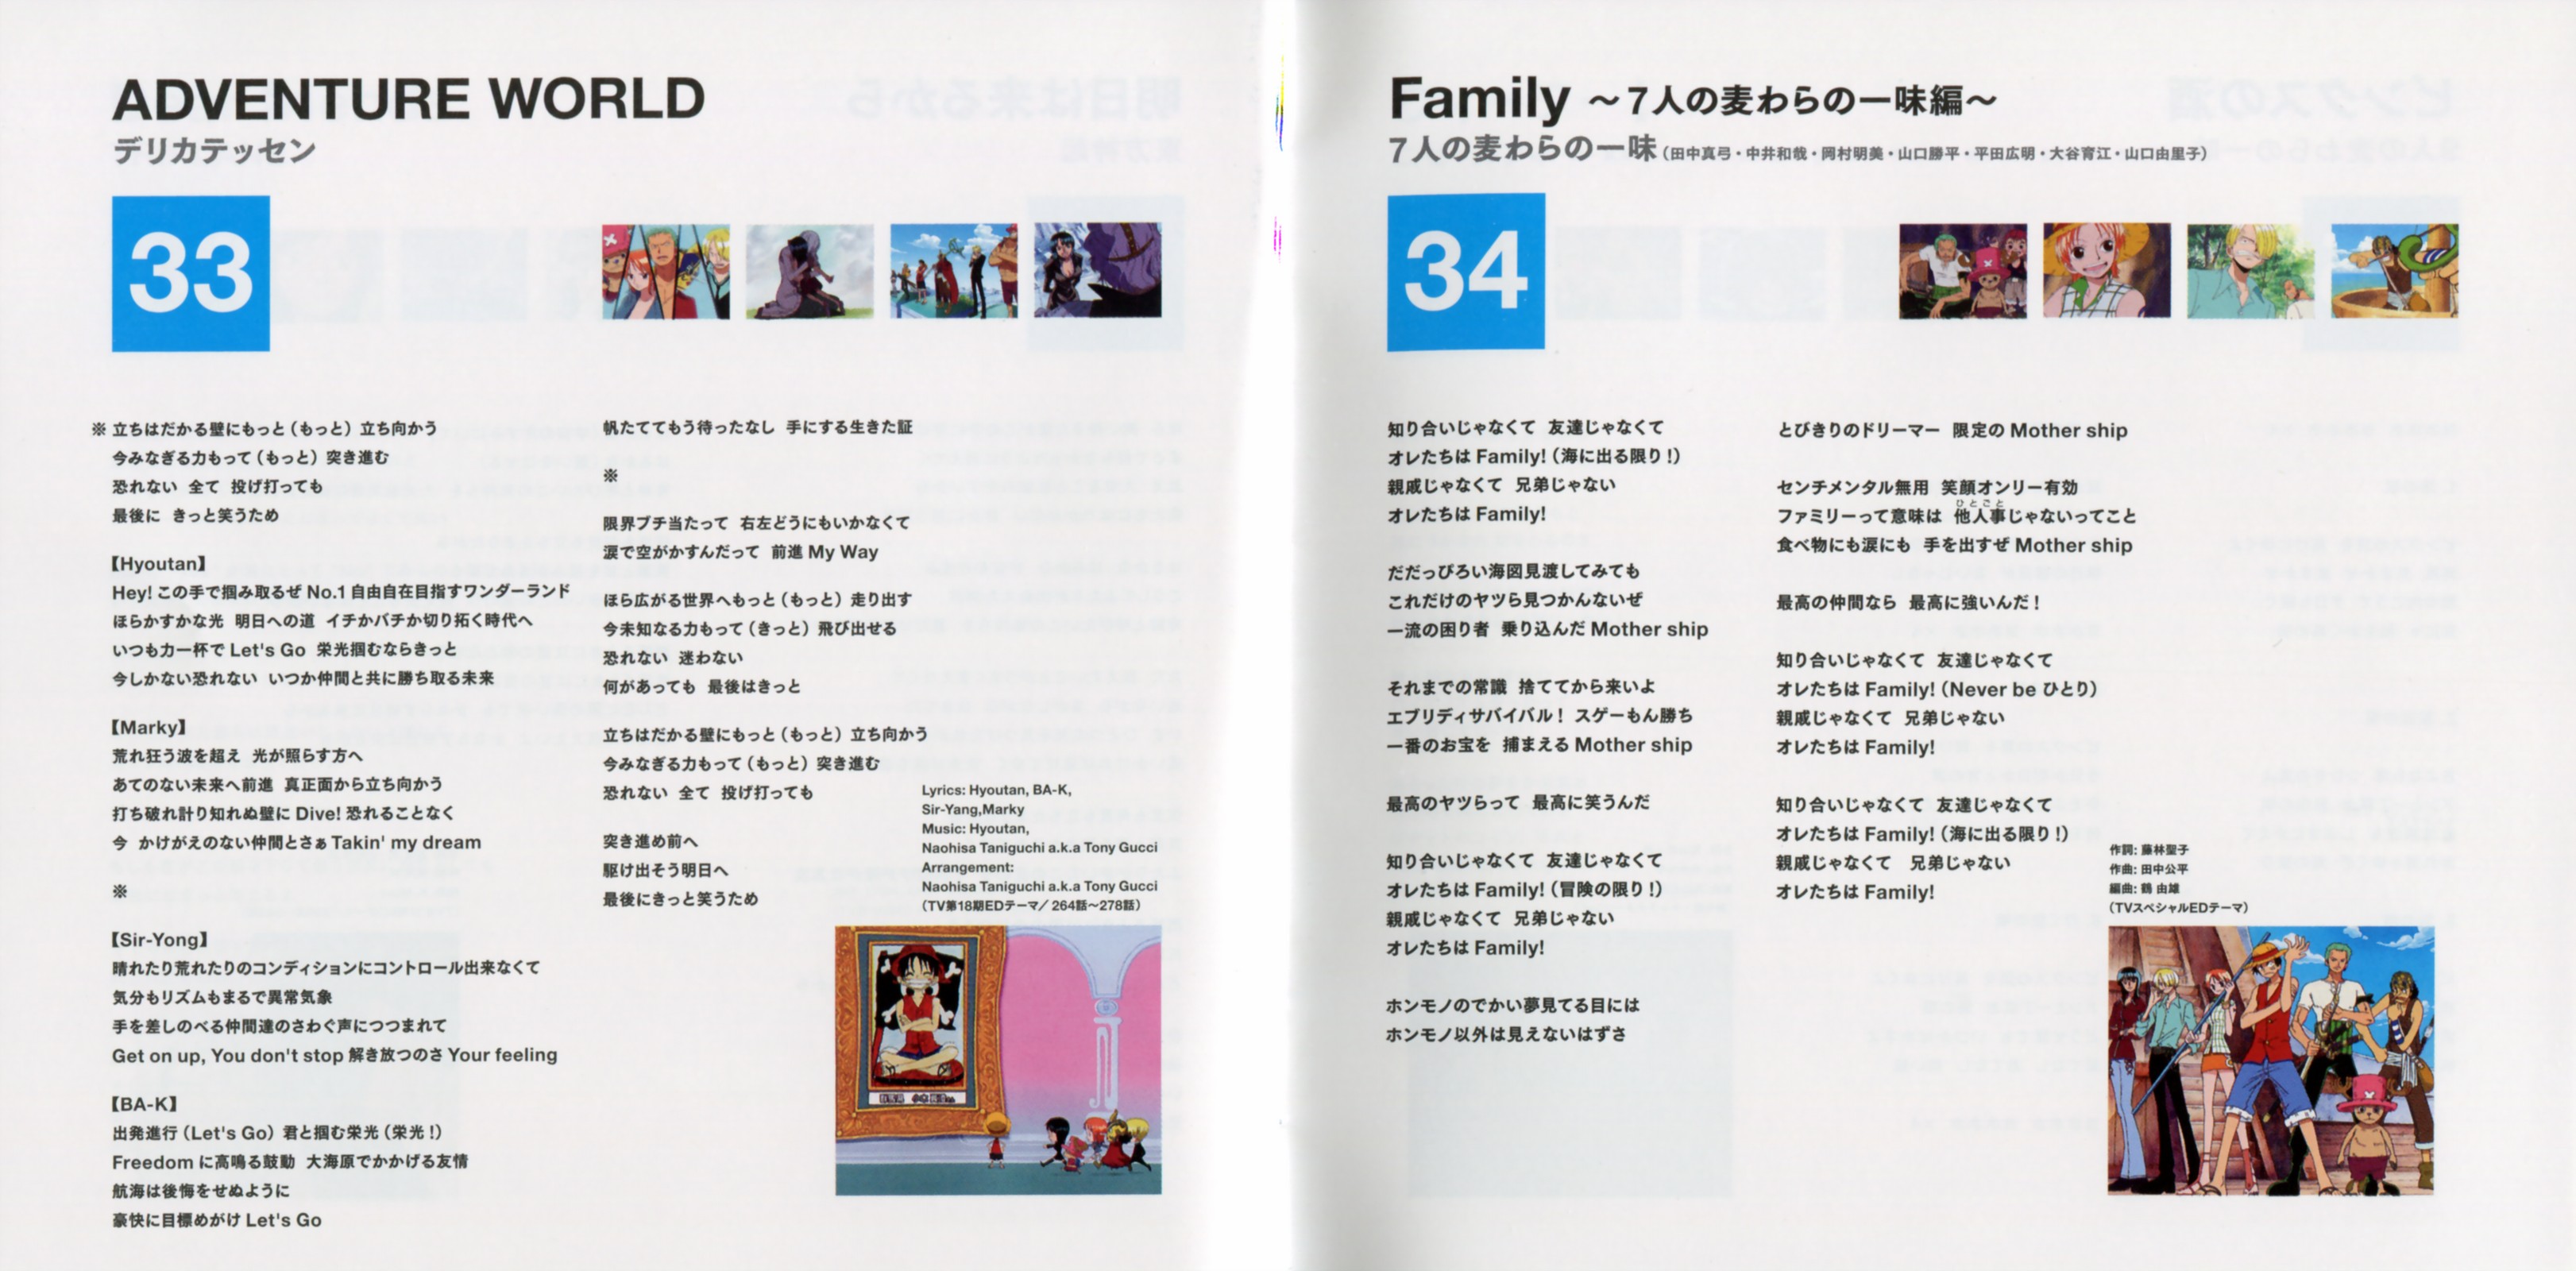 ADVENTURE WORLD
デリカテッセン
33
※ 立ちはだかる壁にもっと（もっと）立ち向かう
今みなぎる力もって（もっと）突き進む
恐れない 全て 投げ打っても
最後に きっと笑うため
【Hyoutan】
Hey! この手で掴み取るぜ No.1 自由自在目指すワンダーランド
ほらかすかな光 明日への道 イチかバチか切り拓く時代へ
いつも力一杯で Let's Go 栄光掴むならきっと
今しかない恐れない いつか仲間と共に勝ち取る未来
【Marky】
荒れ狂う波を超え 光が照らす方へ
あてのない未来へ前進 真正面から立ち向かう
打ち破れ計り知れぬ壁に Dive! 恐れることなく
今 かけがえのない仲間とさぁ Takin' my dream
※
【Sir-Yong】
晴れたり荒れたりのコンディションにコントロール出来なくて
気分もリズムもまるで異常気象
手を差しのべる仲間達のさわぐ声につつまれて
Get on up, You don't stop 解き放つのさ Your feeling
【BA-K】
出発進行（Let's Go）君と掴む栄光（栄光！）
Freedom に高鳴る鼓動 大海原でかかげる友情
航海は後悔をせぬように
豪快に目標めがけ Let's Go
帆たててもう待ったなし 手にする生きた証
※
限界ブチ当たって 右左どうにもいかなくて
涙で空がかすんだって 前進 My Way
ほら広がる世界へもっと（もっと）走り出す
今未知なる力もって（きっと）飛び出せる
恐れない 迷わない
何があっても 最後はきっと
立ちはだかる壁にもっと（もっと）立ち向かう
今みなぎる力もって（もっと）突き進む
恐れない 全て 投げ打っても
突き進め前へ
駆け出そう明日へ
最後にきっと笑うため
Lyrics: Hyoutan, BA-K,
Sir-Yang,Marky
Music: Hyoutan,
Naohisa Taniguchi a.k.a Tony Gucci
Arrangement:
Naohisa Taniguchi a.k.a Tony Gucci
（TV第18期EDテーマ／264話〜278話）
Family 〜7人の麦わらの一味編〜
7人の麦わらの一味（田中真弓・中井和哉・岡村明美・山口勝平・平田広明・大谷育江・山口由里子）
34
知り合いじゃなくて 友達じゃなくて
オレたちは Family!（海に出る限り！）
親戚じゃなくて 兄弟じゃない
オレたちは Family!
だだっぴろい海図見渡してみても
これだけのヤツら見つかんないぜ
一流の困り者 乗り込んだ Mother ship
それまでの常識 捨ててから来いよ
エブリディサバイバル！ スゲーもん勝ち
一番のお宝を 捕まえる Mother ship
最高のヤツらって 最高に笑うんだ
知り合いじゃなくて 友達じゃなくて
オレたちは Family!（冒険の限り！）
親戚じゃなくて 兄弟じゃない
オレたちは Family!
ホンモノのでかい夢見てる目には
ホンモノ以外は見えないはずさ
とびきりのドリーマー 限定の Mother ship
センチメンタル無用 笑顔オンリー有効
ひとごと
ファミリーって意味は 他人事じゃないってこと
食べ物にも涙にも 手を出すぜ Mother ship
最高の仲間なら 最高に強いんだ！
知り合いじゃなくて 友達じゃなくて
オレたちは Family!（Never be ひとり）
親戚じゃなくて 兄弟じゃない
オレたちは Family!
知り合いじゃなくて 友達じゃなくて
オレたちは Family!（海に出る限り！）
親戚じゃなくて 兄弟じゃない
オレたちは Family!
作詞: 藤林聖子
作曲: 田中公平
編曲: 鶴 由雄
（TVスペシャルEDテーマ）